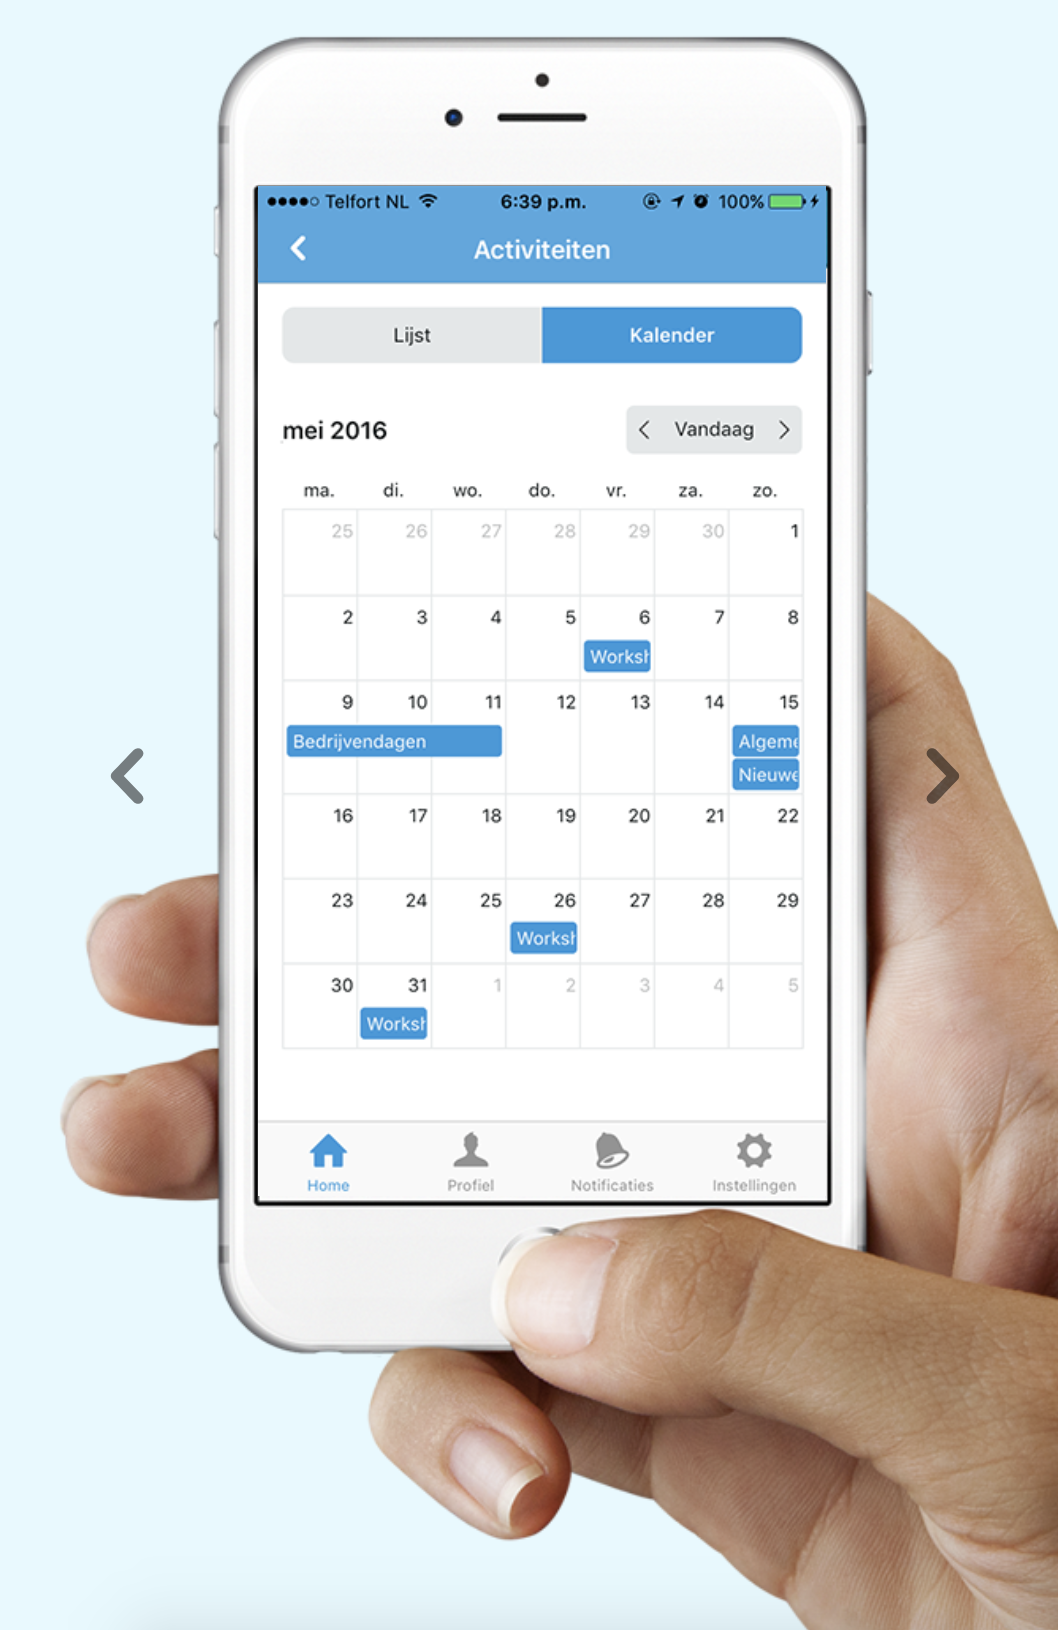 Telfort NL 6:39 p.m. 100%
Activiteiten
Lijst Kalender
mei 2016 Vandaag
ma. di. wo. do. vr. za. zo.
25 26 27 28 29 30 1
2 3 4 5 6 7 8
Worksh
9 10 11 12 13 14 15
Bedrijvendagen Algeme
Nieuwe
16 17 18 19 20 21 22
23 24 25 26 27 28 29
Worksh
30 31 1 2 3 4 5
Worksh
Home Profiel Notificaties Instellingen